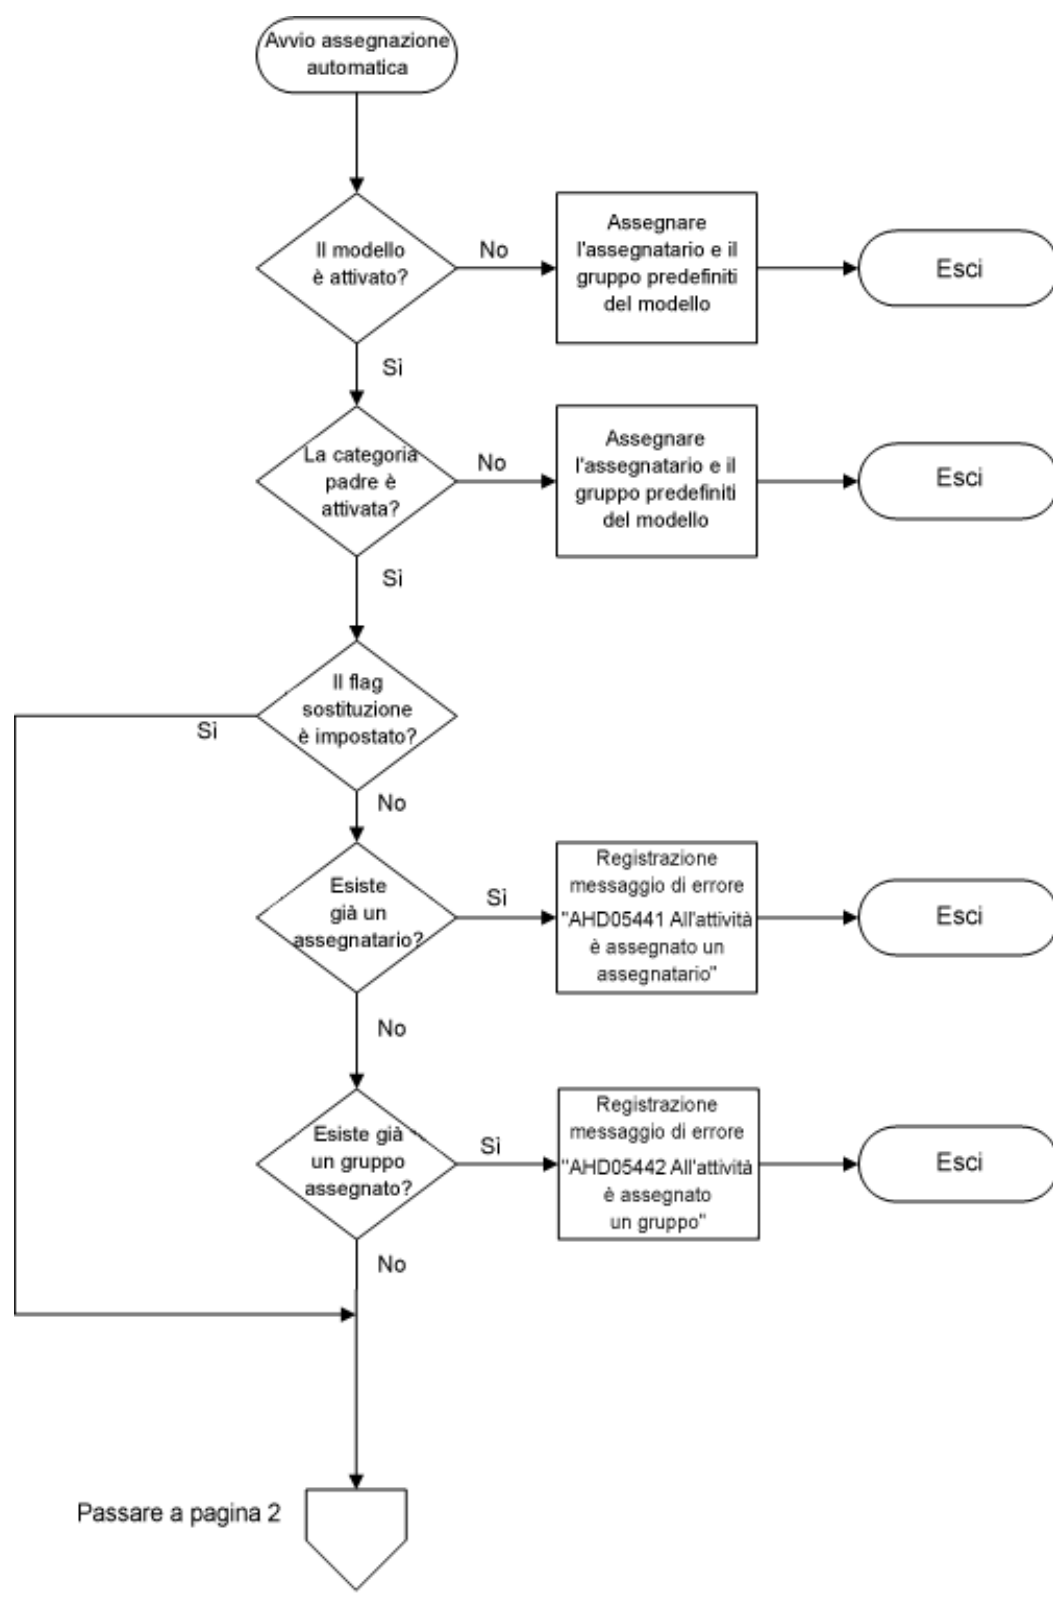 Avvio assegnazione
automatica
Il modello
è attivato?
No
Assegnare
l'assegnatario e il
gruppo predefiniti
del modello
Esci
Sì
La categoria
padre è
attivata?
No
Assegnare
l'assegnatario e il
gruppo predefiniti
del modello
Esci
Sì
Il flag
sostituzione
è impostato?
Sì
No
Esiste
già un
assegnatario?
Sì
Registrazione
messaggio di errore
"AHD05441 All'attività
è assegnato un
assegnatario"
Esci
No
Esiste già
un gruppo
assegnato?
Sì
Registrazione
messaggio di errore
"AHD05442 All'attività
è assegnato
un gruppo"
Esci
No
Passare a pagina 2